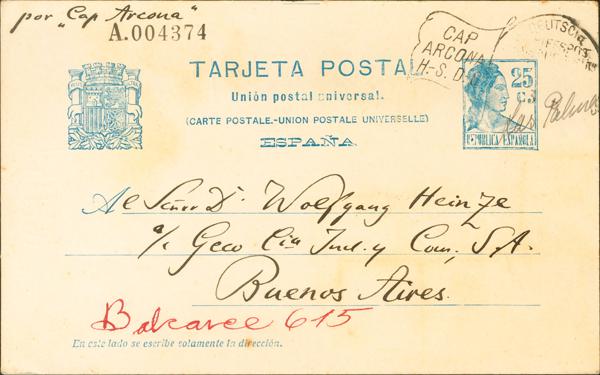 por "Cap Arcona"
A.004374
CAP
ARCONA
H.S.D.G.
TARJETA POSTAL
Unión postal universal.
(CARTE POSTALE.-UNION POSTALE UNIVERSELLE)
ESPAÑA
25
cs
Las Palmas
REPUBLICA ESPAÑOLA
Al Señor D. Wolfgang Heinze
a/c Geco Cia Ind. y Com. S.A.
Buenos Aires.
Balcarce 615
En este lado se escribe solamente la dirección.